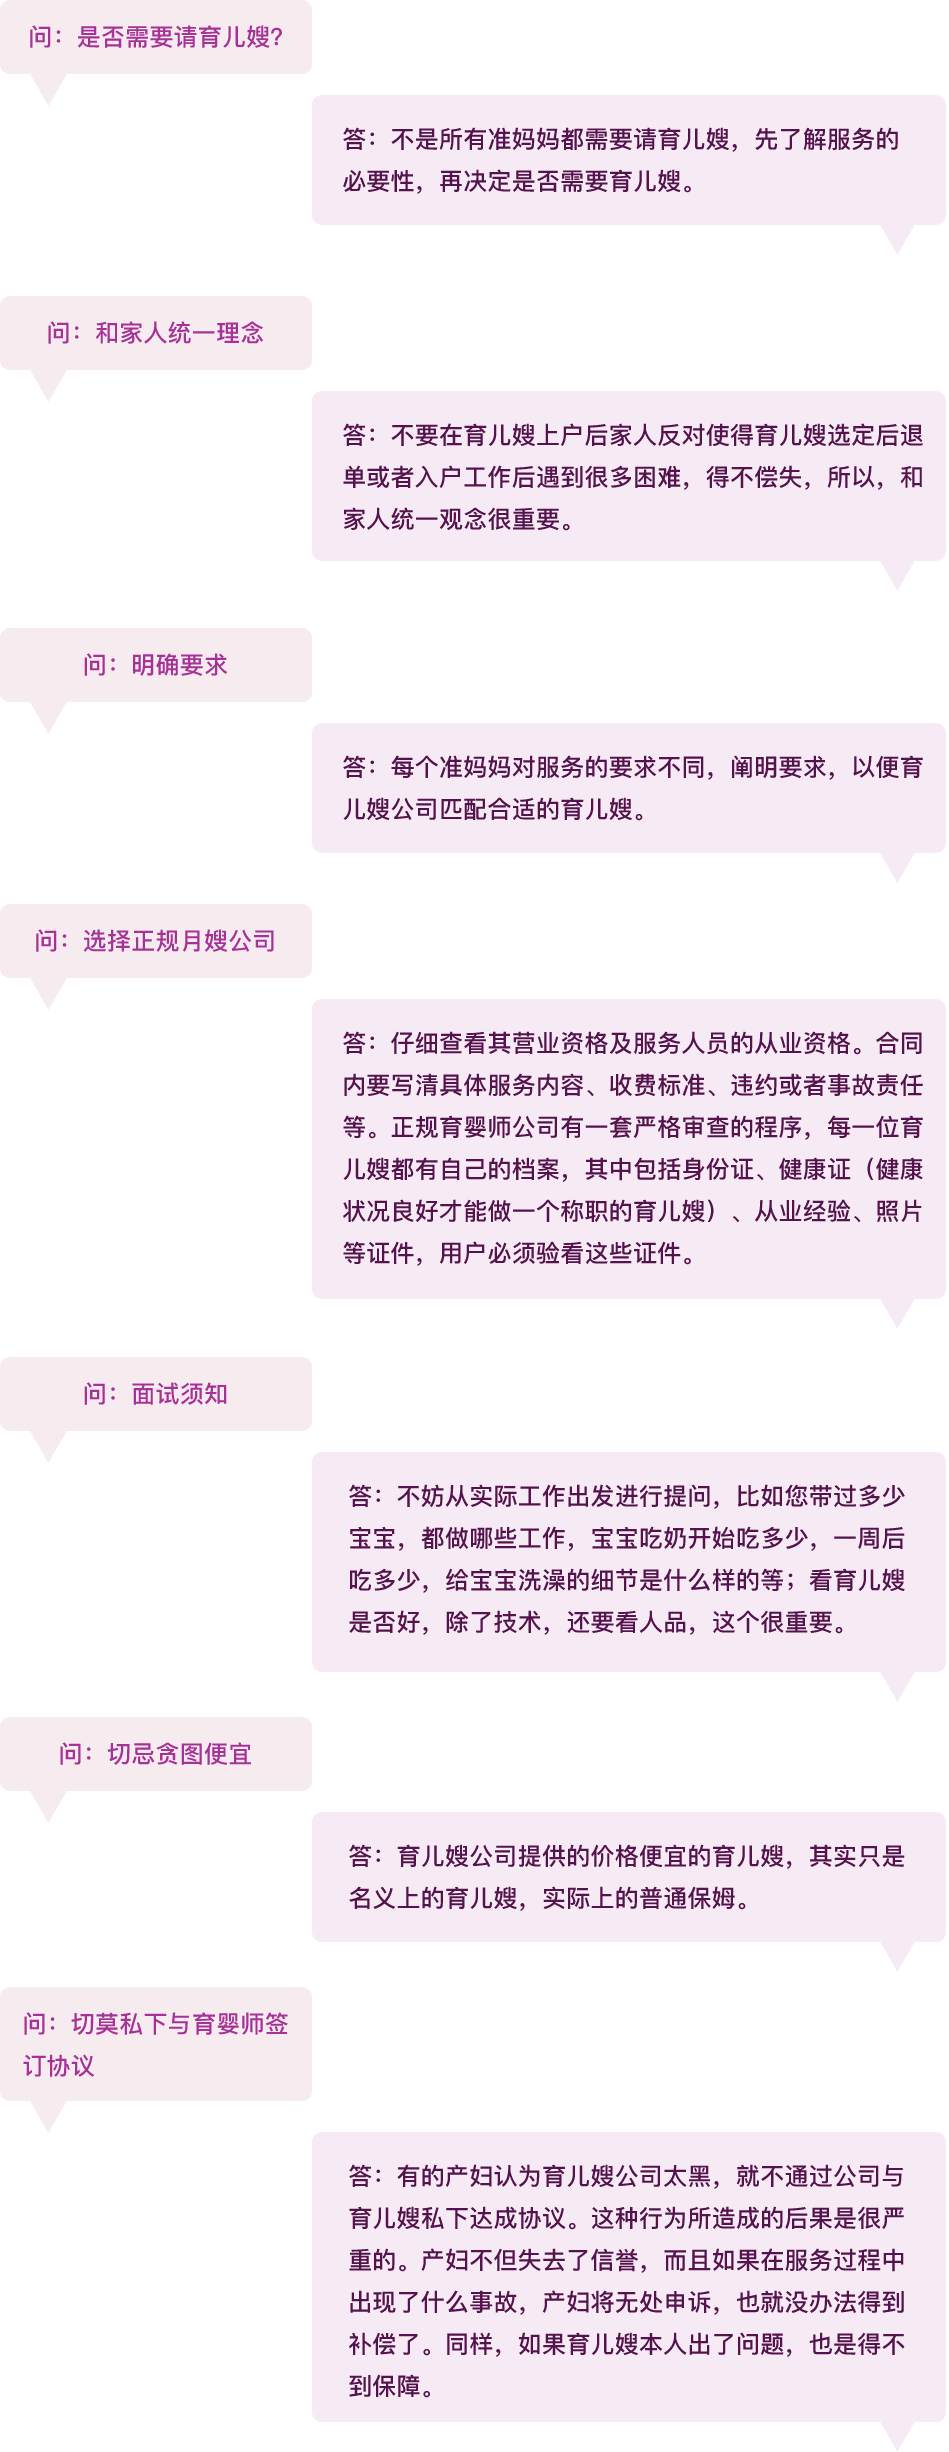 问：是否需要请育儿嫂?
答：不是所有准妈妈都需要请育儿嫂，先了解服务的
必要性，再决定是否需要育儿嫂。
问：和家人统一理念
答：不要在育儿嫂上户后家人反对使得育儿嫂选定后退
单或者入户工作后遇到很多困难，得不偿失，所以，和
家人统一观念很重要。
问：明确要求
答：每个准妈妈对服务的要求不同，阐明要求，以便育
儿嫂公司匹配合适的育儿嫂。
问：选择正规月嫂公司
答：仔细查看其营业资格及服务人员的从业资格。合同
内要写清具体服务内容、收费标准、违约或者事故责任
等。正规育婴师公司有一套严格审查的程序，每一位育
儿嫂都有自己的档案，其中包括身份证、健康证（健康
状况良好才能做一个称职的育儿嫂）、从业经验、照片
等证件，用户必须验看这些证件。
问：面试须知
答：不妨从实际工作出发进行提问，比如您带过多少
宝宝，都做哪些工作，宝宝吃奶开始吃多少，一周后
吃多少，给宝宝洗澡的细节是什么样的等；看育儿嫂
是否好，除了技术，还要看人品，这个很重要。
问：切忌贪图便宜
答：育儿嫂公司提供的价格便宜的育儿嫂，其实只是
名义上的育儿嫂，实际上的普通保姆。
问：切莫私下与育婴师签
订协议
答：有的产妇认为育儿嫂公司太黑，就不通过公司与
育儿嫂私下达成协议。这种行为所造成的后果是很严
重的。产妇不但失去了信誉，而且如果在服务过程中
出现了什么事故，产妇将无处申诉，也就没办法得到
补偿了。同样，如果育儿嫂本人出了问题，也是得不
到保障。